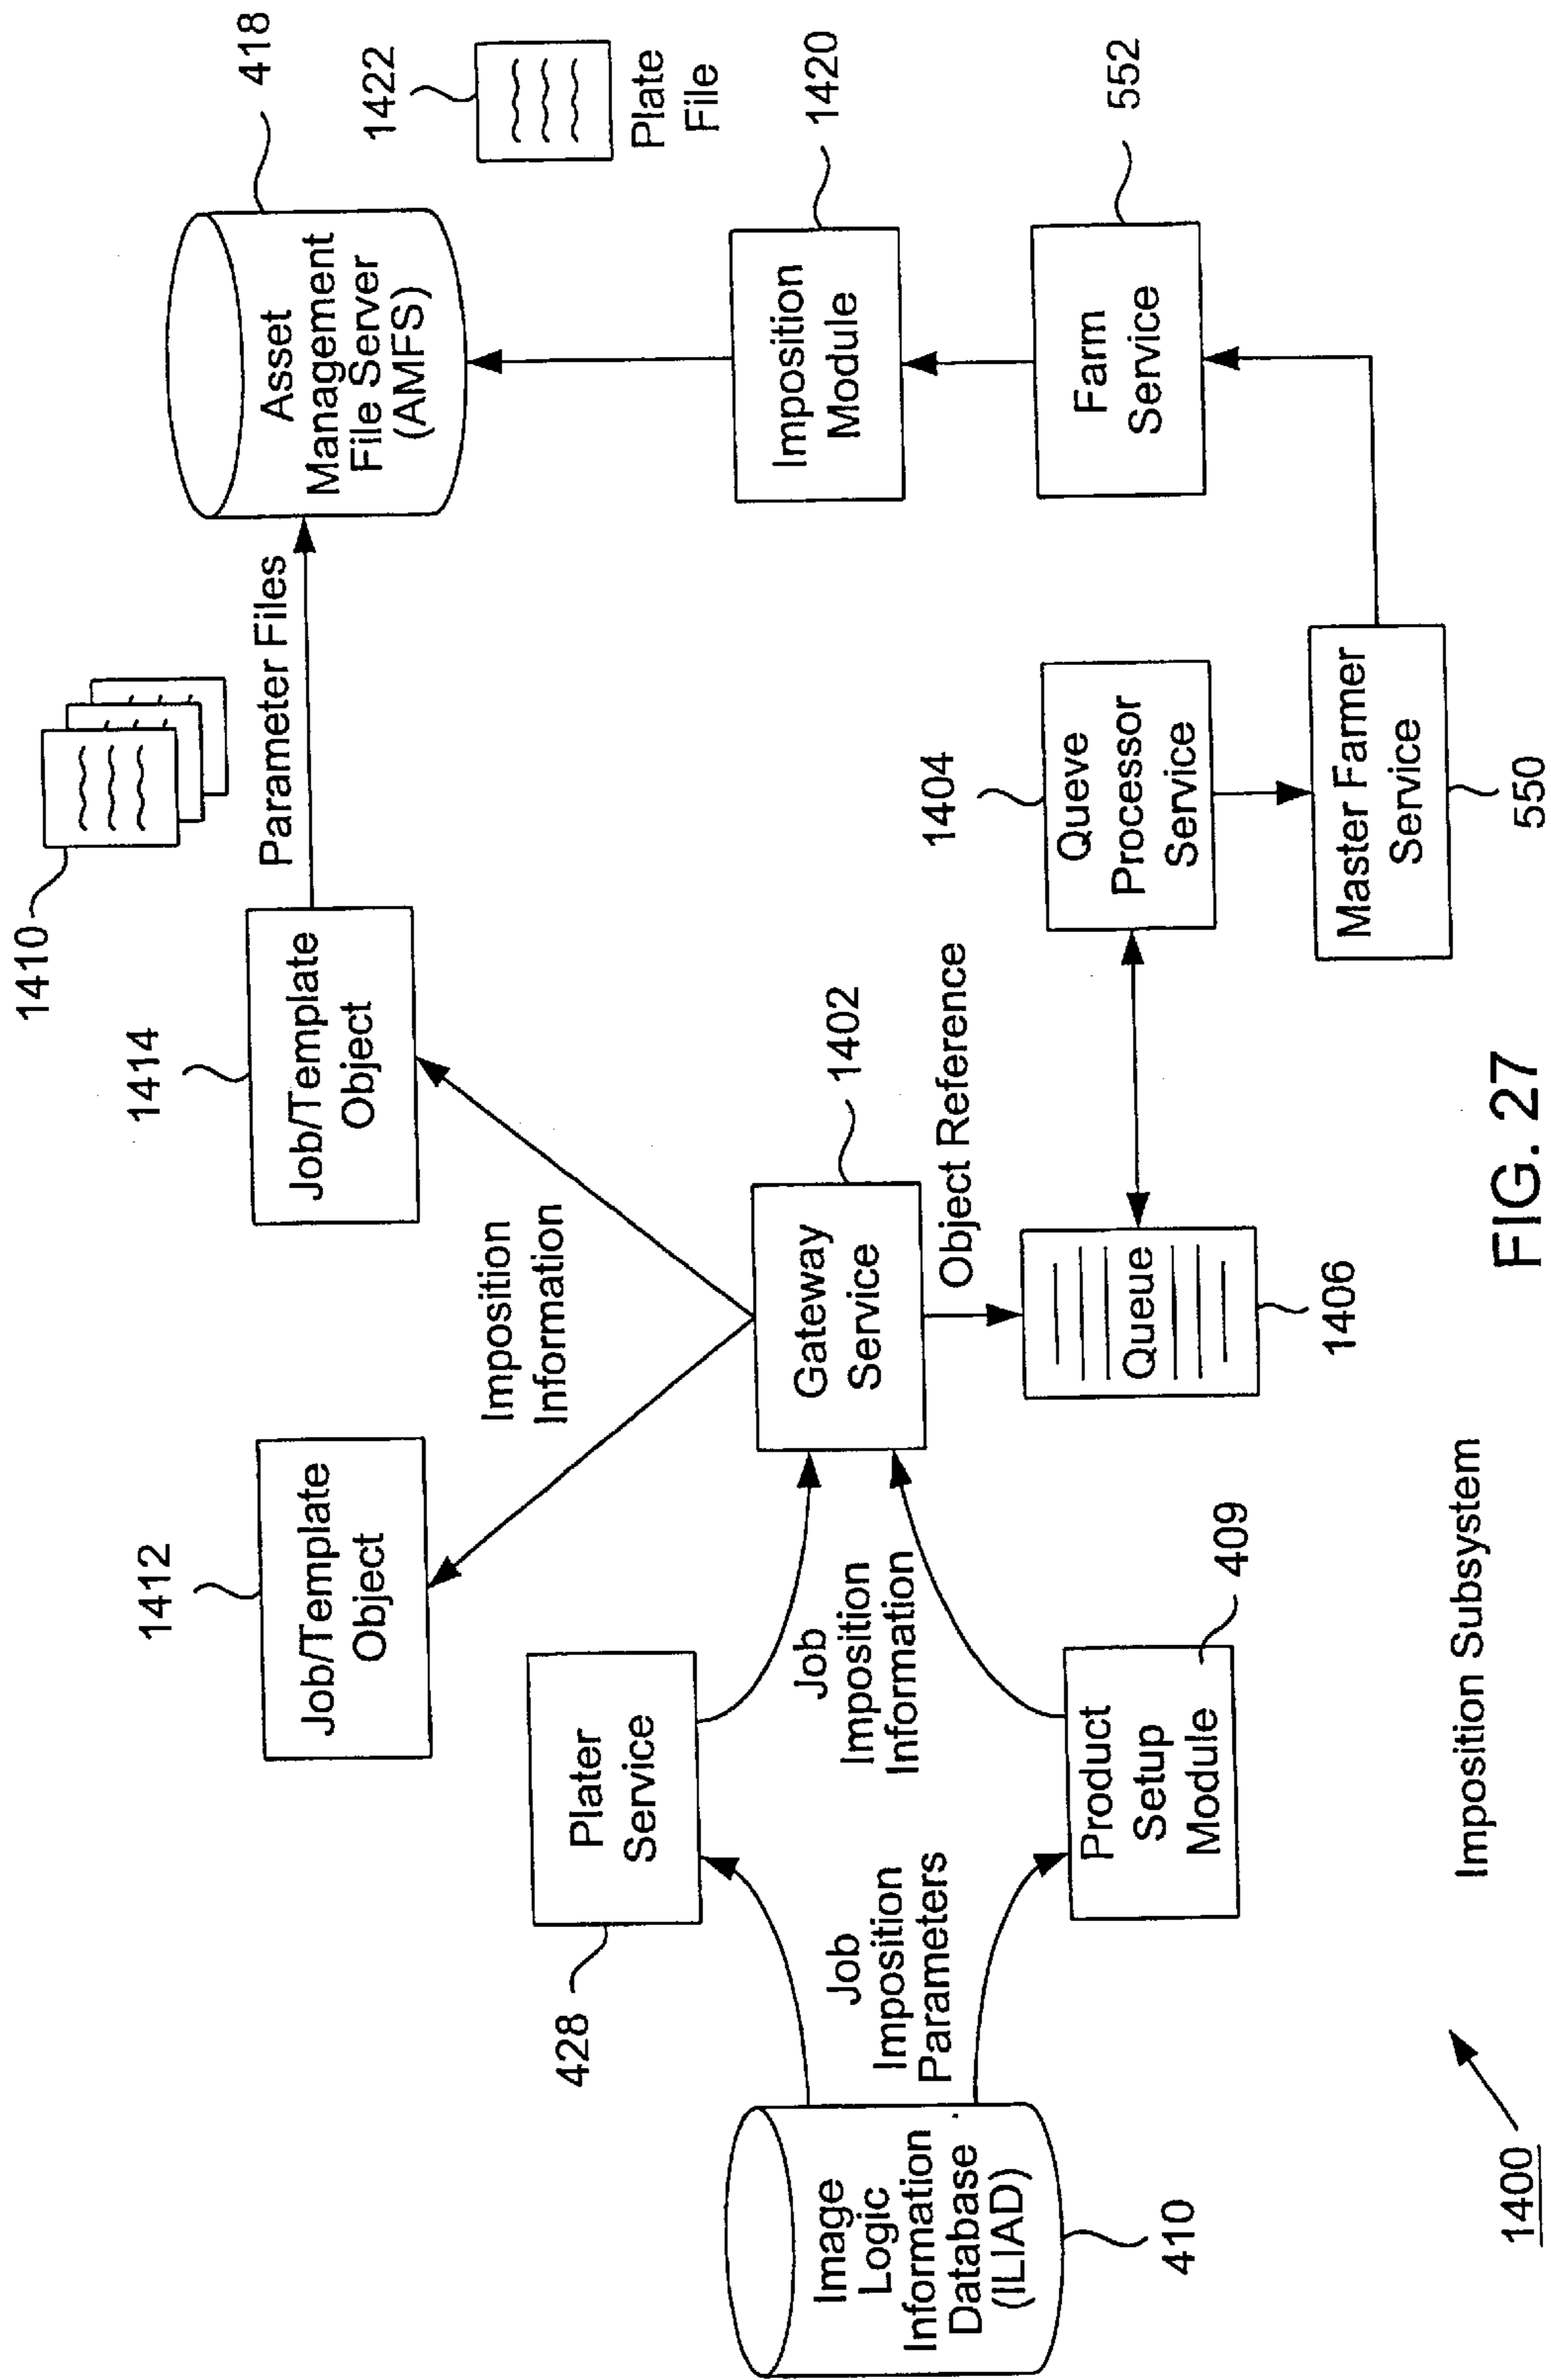 1410
1412
1414
Job/Template
Object
Job/Template
Object
Parameter Files
418
Asset
Management
File Server
(AMFS)
1422
Plate
File
Imposition
Information
428
Plater
Service
Image
Logic
Information
Database
(ILIAD)
410
Job
Imposition
Parameters
Job
Imposition
Information
Product
Setup
Module
409
Gateway
Service
1402
Object Reference
Queue
1406
1404
Queve
Processor
Service
Master Farmer
Service
550
Imposition
Module
1420
Farm
Service
552
1400
Imposition Subsystem
FIG. 27